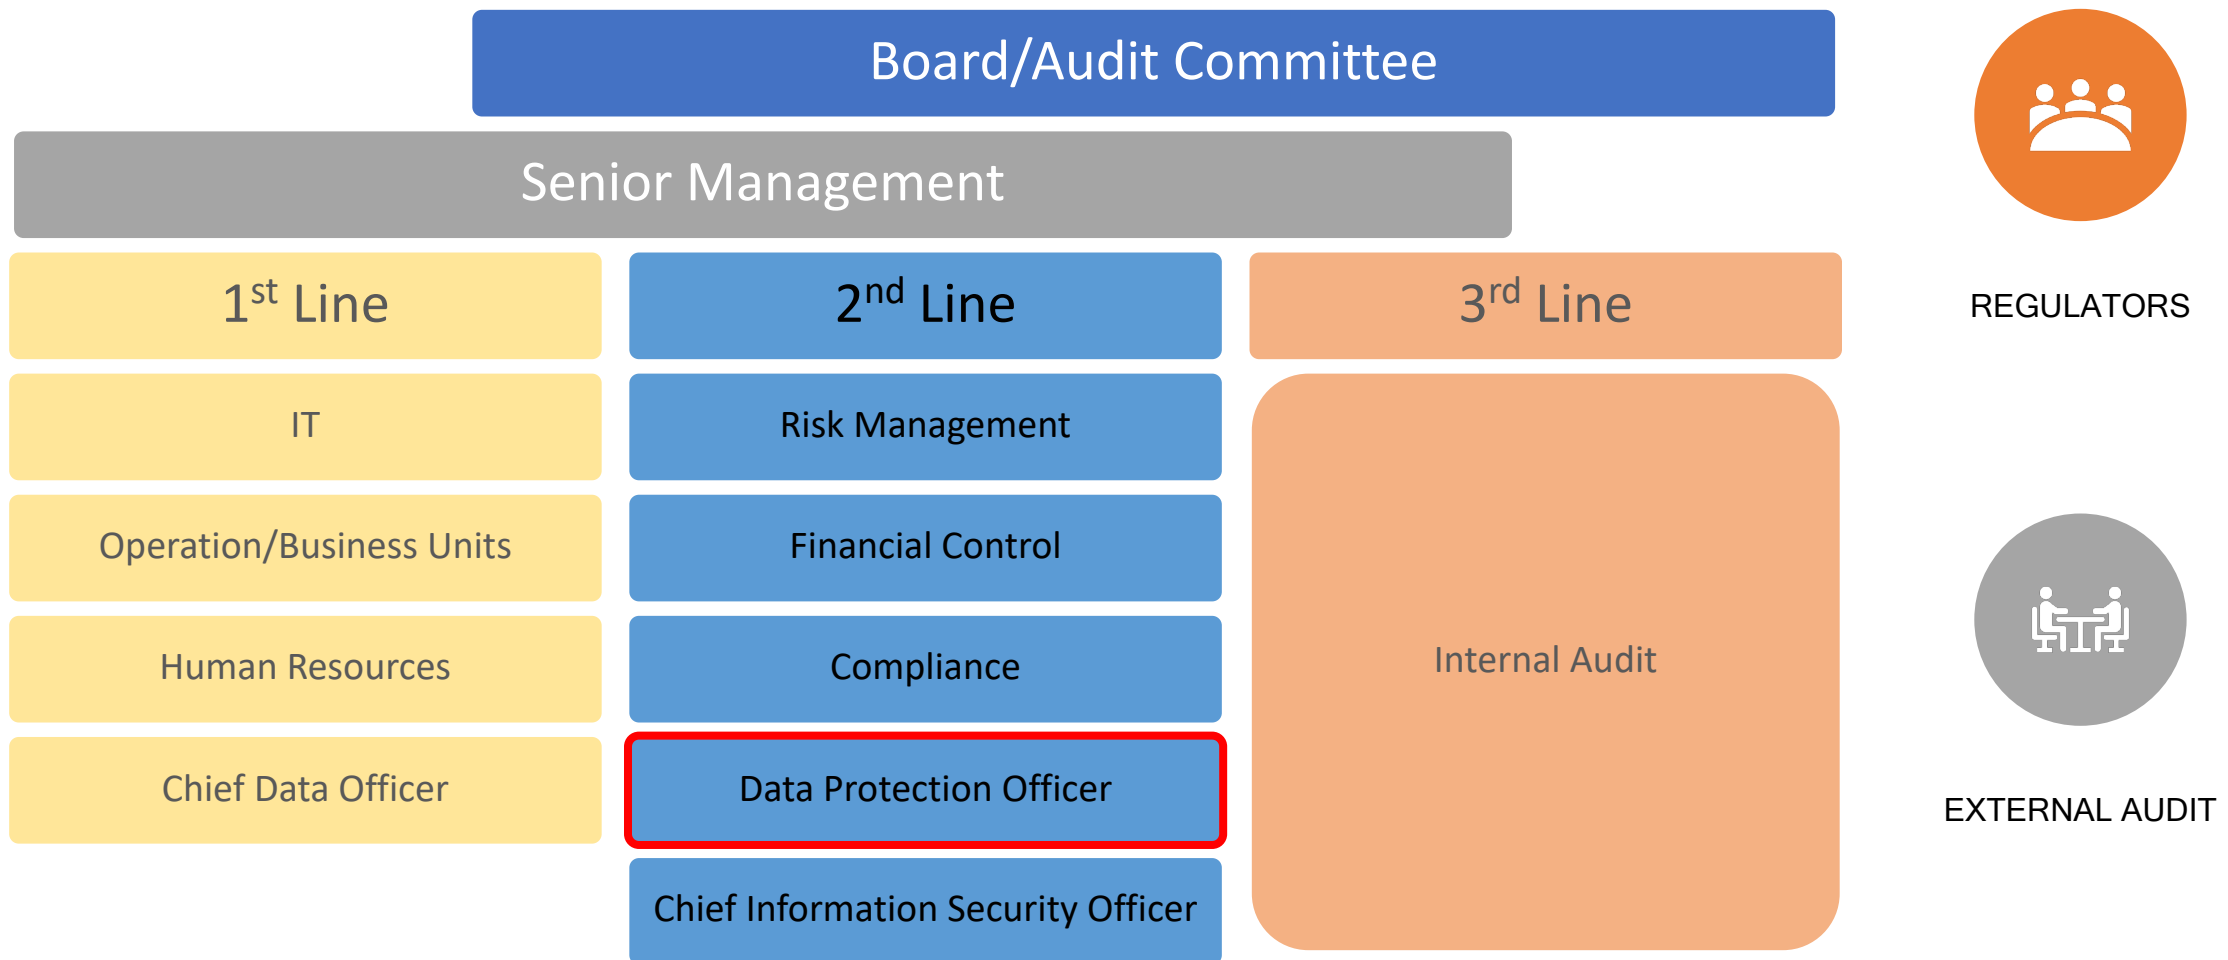 Board/Audit Committee
Senior Management
REGULATORS
1st Line
IT
Operation/Business Units
Human Resources
Chief Data Officer
2nd Line
Risk Management
Financial Control
Compliance
Data Protection Officer
Chief Information Security Officer
3rd Line
Internal Audit
EXTERNAL AUDIT